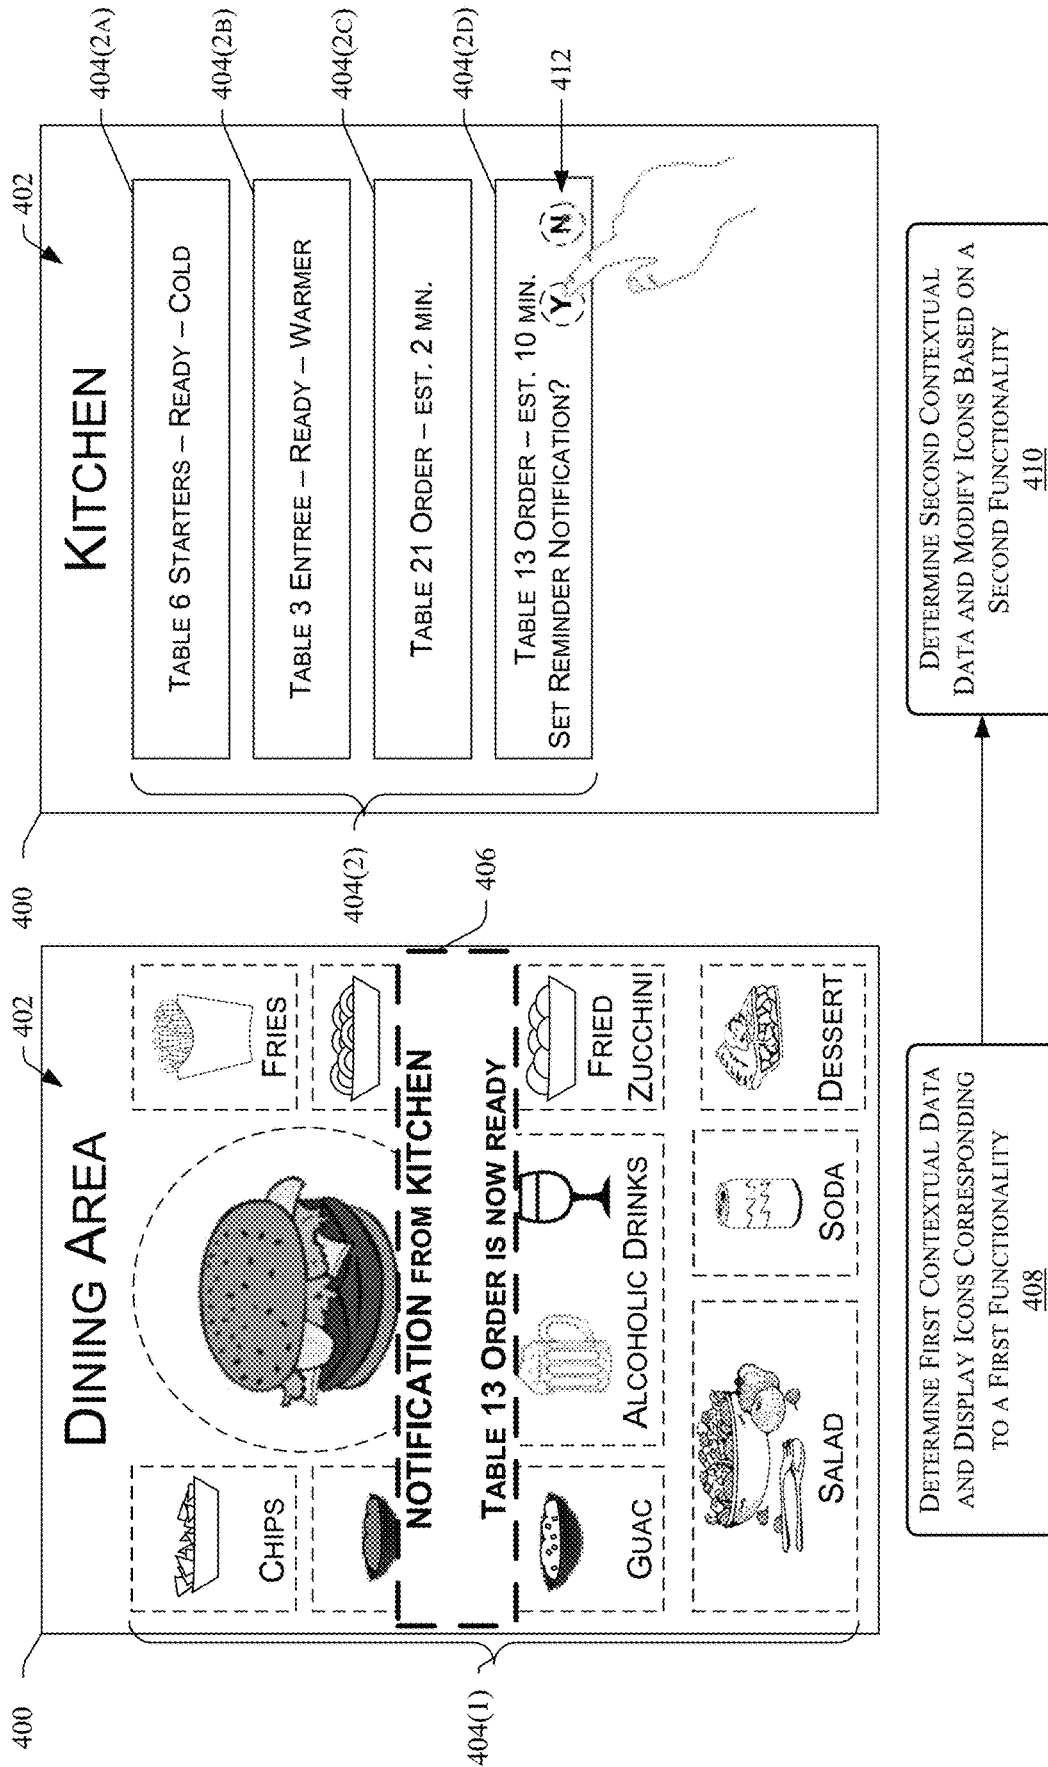 400
402
DINING AREA
CHIPS
FRIES
NOTIFICATION FROM KITCHEN
TABLE 13 ORDER IS NOW READY
406
GUAC
ALCOHOLIC DRINKS
FRIED
ZUCCHINI
SALAD
SODA
DESSERT
404(1)
400
402
KITCHEN
TABLE 6 STARTERS – READY – COLD
404(2A)
TABLE 3 ENTREE – READY – WARMER
404(2B)
TABLE 21 ORDER – EST. 2 MIN.
404(2C)
TABLE 13 ORDER – EST. 10 MIN.
SET REMINDER NOTIFICATION? Y N
404(2D)
412
404(2)
DETERMINE FIRST CONTEXTUAL DATA
AND DISPLAY ICONS CORRESPONDING
TO A FIRST FUNCTIONALITY
408
DETERMINE SECOND CONTEXTUAL
DATA AND MODIFY ICONS BASED ON A
SECOND FUNCTIONALITY
410